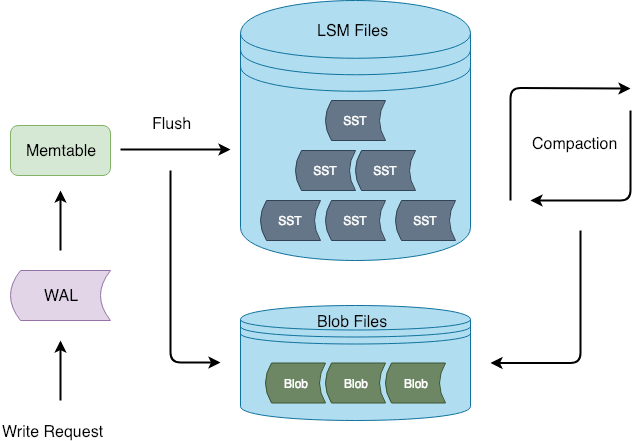 LSM Files
SST
Flush
Memtable
Compaction
SST SST
SST SST SST
WAL
Blob Files
Blob Blob Blob
Write Request